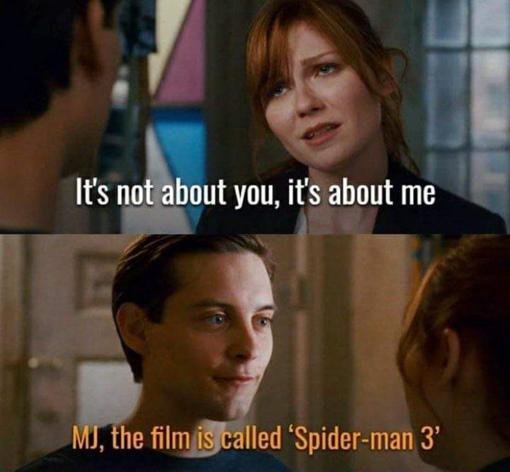 It's not about you, it's about me
MJ, the film is called ‘Spider-man 3’